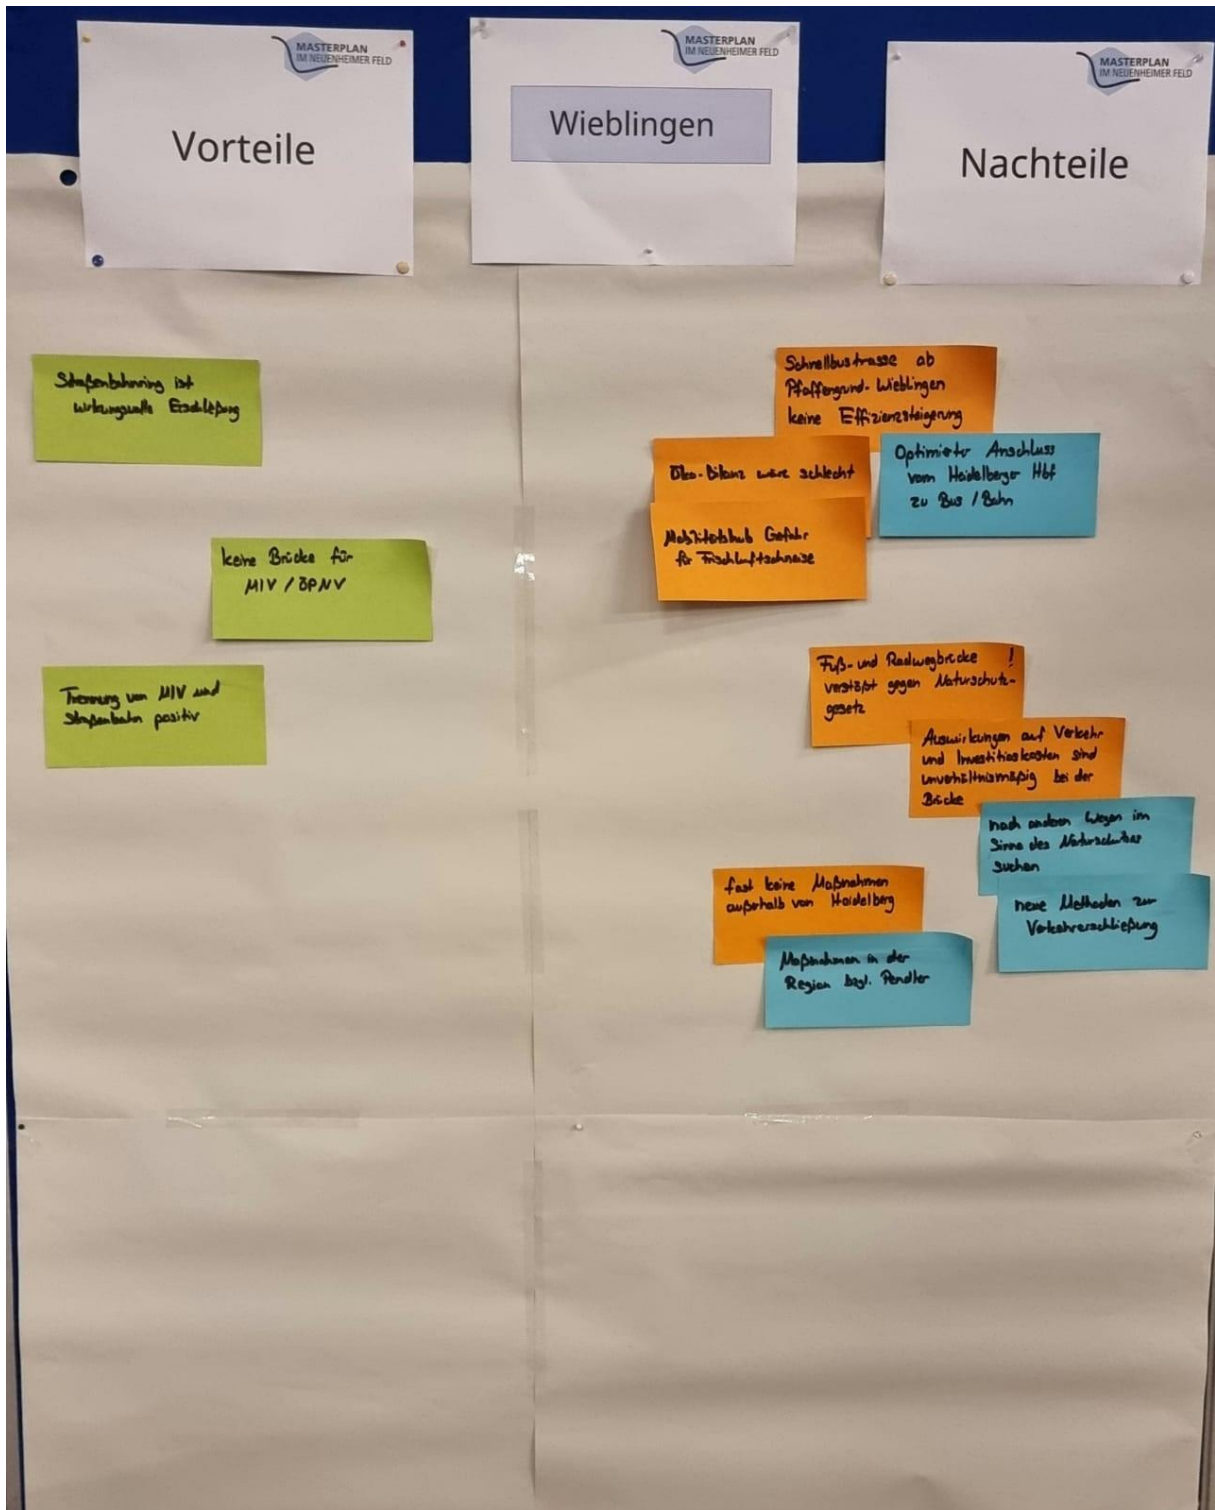 MASTERPLAN
IM NEUENHEIMER FELD
Vorteile
MASTERPLAN
IM NEUENHEIMER FELD
Wieblingen
MASTERPLAN
IM NEUENHEIMER FELD
Nachteile
Straßenbahnring ist
wirkungsvolle Erschließung
keine Brücke für
MIV / ÖPNV
Trennung von MIV und
Straßenbahn positiv
Schnellbustrasse ab
Pfaffengrund-Wieblingen
keine Effizienzsteigerung
Öko-Bilanz wäre schlecht
Optimierter Anschluss
vom Heidelberger Hbf
zu Bus / Bahn
Mobilitätshub Gefahr
für Frischluftschneise
Fuß- und Radwegbrücke !
verstößt gegen Naturschutz-
gesetz
Auswirkungen auf Verkehr
und Investitioskosten sind
unverhältnismäßig bei der
Brücke
nach anderen Wegen im
Sinne des Naturschutzes
suchen
neue Methoden zur
Verkehrerschließung
fast keine Maßnahmen
außerhalb von Heidelberg
Maßnahmen in der
Region bzgl. Pendler